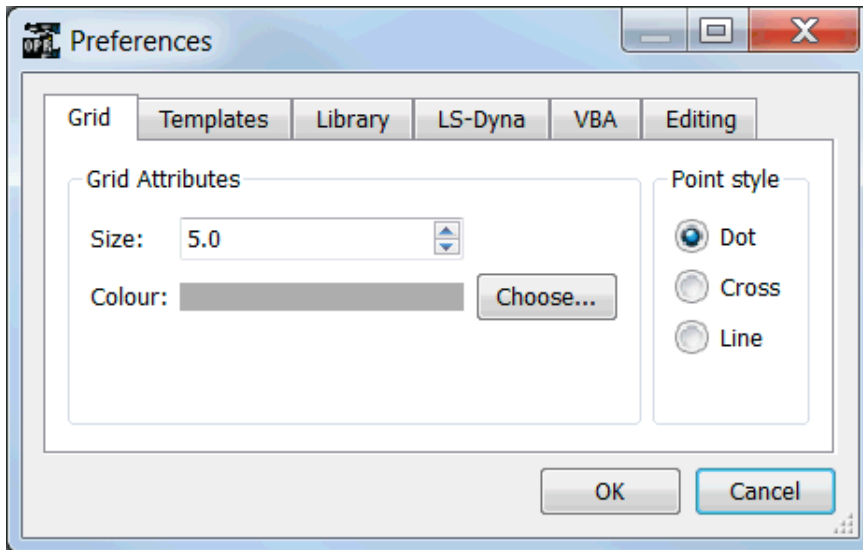 Preferences
Grid Templates Library LS-Dyna VBA Editing
Grid Attributes
Point style
Size: 5.0
Dot
Colour: Choose...
Cross
Line
OK Cancel